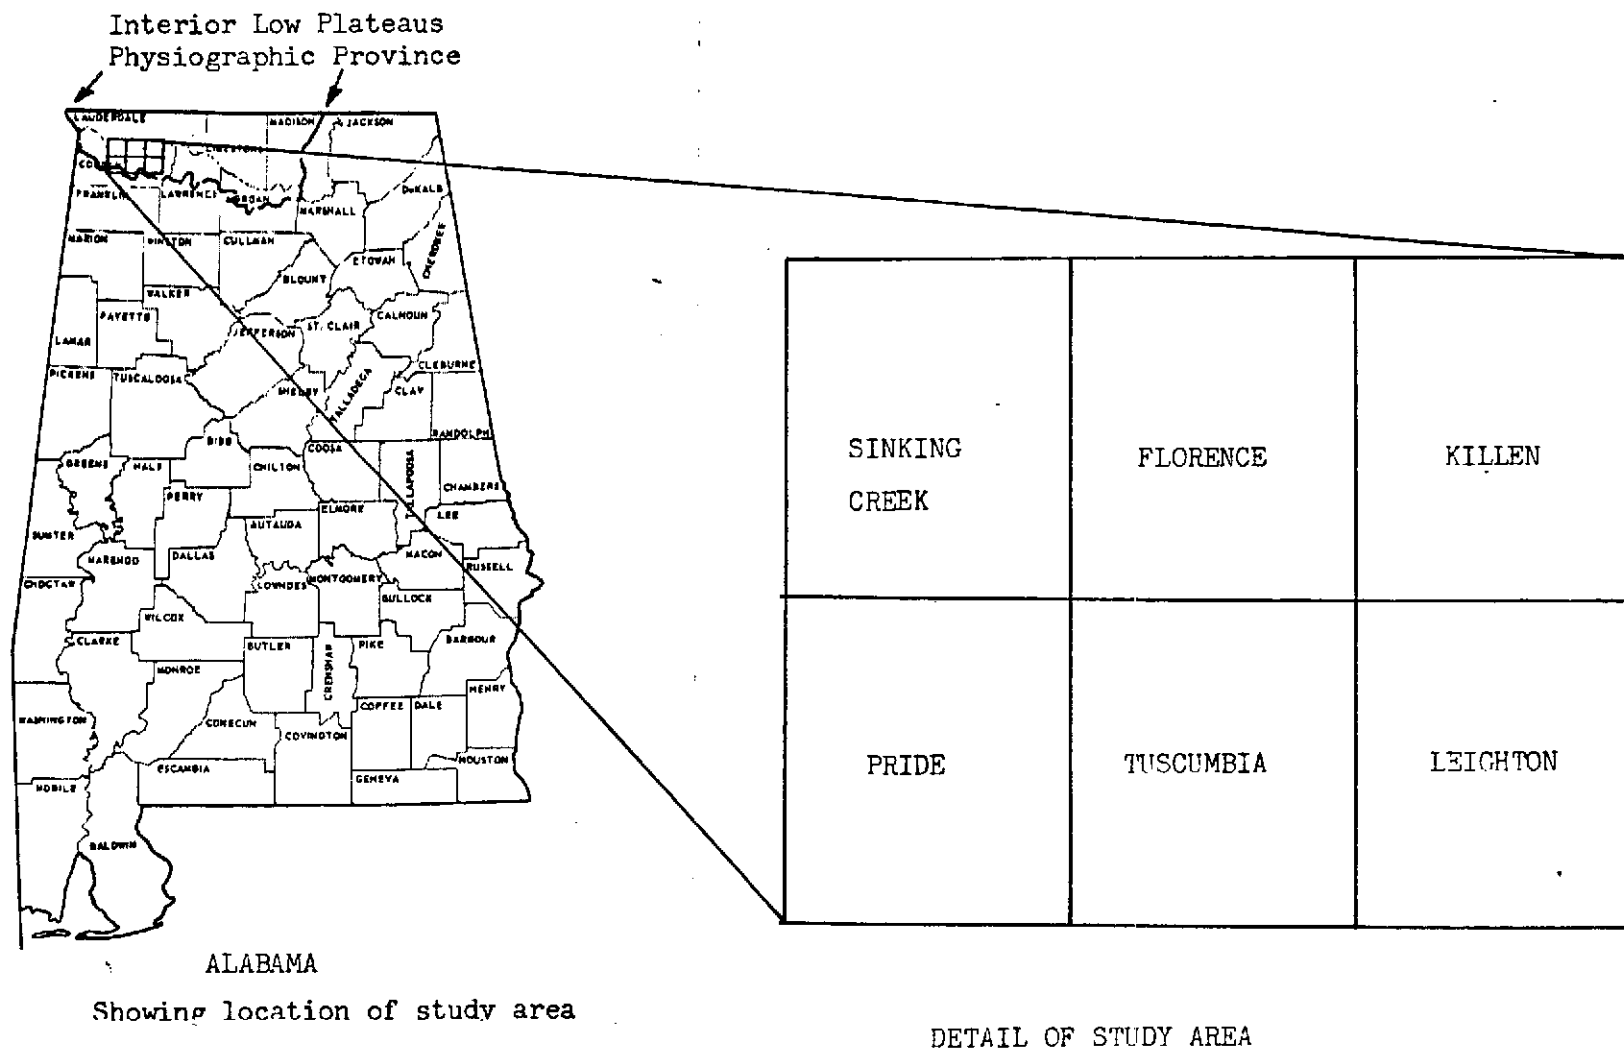 Interior Low Plateaus
Physiographic Province
LAUDERDALE
MADISON
JACKSON
LIMESTONE
FRANKLIN
LAWRENCE
MORGAN
MARSHALL
DeKALB
CHEROKEE
MARION
WINSTON
CULLMAN
ETOWAH
BLOUNT
WALKER
FAYETTE
JEFFERSON
ST. CLAIR
CALHOUN
LAMAR
CLEBURNE
PICKENS
TUSCALOOSA
SHELBY
TALLADEGA
CLAY
RANDOLPH
BIBB
COOSA
GREENE
HALE
CHILTON
TALLAPOOSA
CHAMBERS
PERRY
ELMORE
LEE
AUTAUGA
SUMTER
MARENGO
DALLAS
MACON
RUSSELL
CHOCTAW
LOWNDES
MONTGOMERY
BULLOCK
WILCOX
CLARKE
BUTLER
CRENSHAW
PIKE
BARBOUR
MONROE
HENRY
COFFEE
DALE
WASHINGTON
CONECUH
COVINGTON
ESCAMBIA
GENEVA
HOUSTON
MOBILE
BALDWIN
SINKING
CREEK
FLORENCE
KILLEN
PRIDE
TUSCUMBIA
LEIGHTON
ALABAMA
Showing location of study area
DETAIL OF STUDY AREA